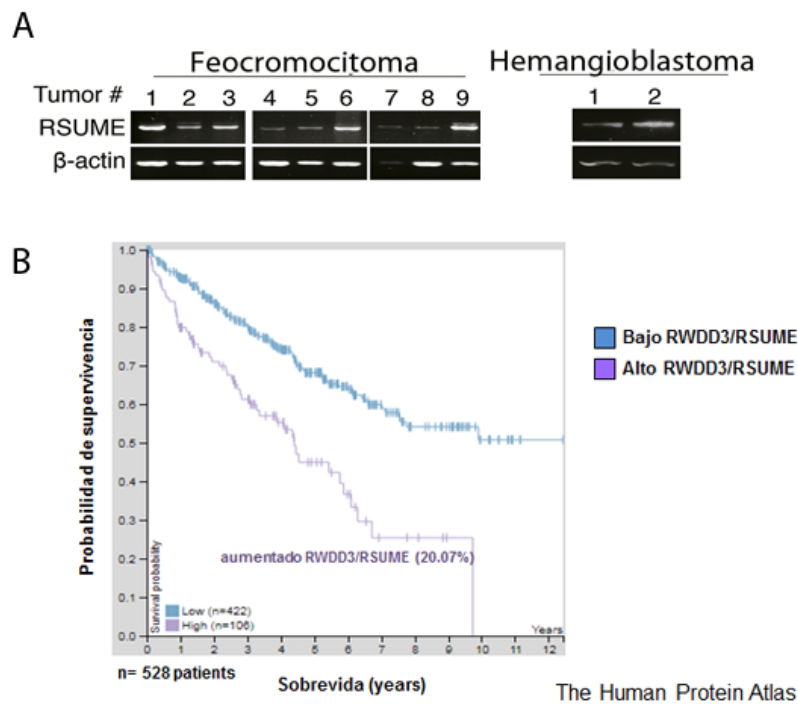 A
Feocromocitoma
Hemangioblastoma
Tumor #
1 2 3 4 5 6 7 8 9
1 2
RSUME
β-actin
B
1.0
0.9
0.8
0.7
0.6
0.5
0.4
0.3
0.2
0.1
0.0
Probabilidad de supervivencia
Survival probability
aumentado RWDD3/RSUME (20.07%)
Low (n=422)
High (n=106)
Years
0 1 2 3 4 5 6 7 8 9 10 11 12
n= 528 patients
Sobrevida (years)
Bajo RWDD3/RSUME
Alto RWDD3/RSUME
The Human Protein Atlas